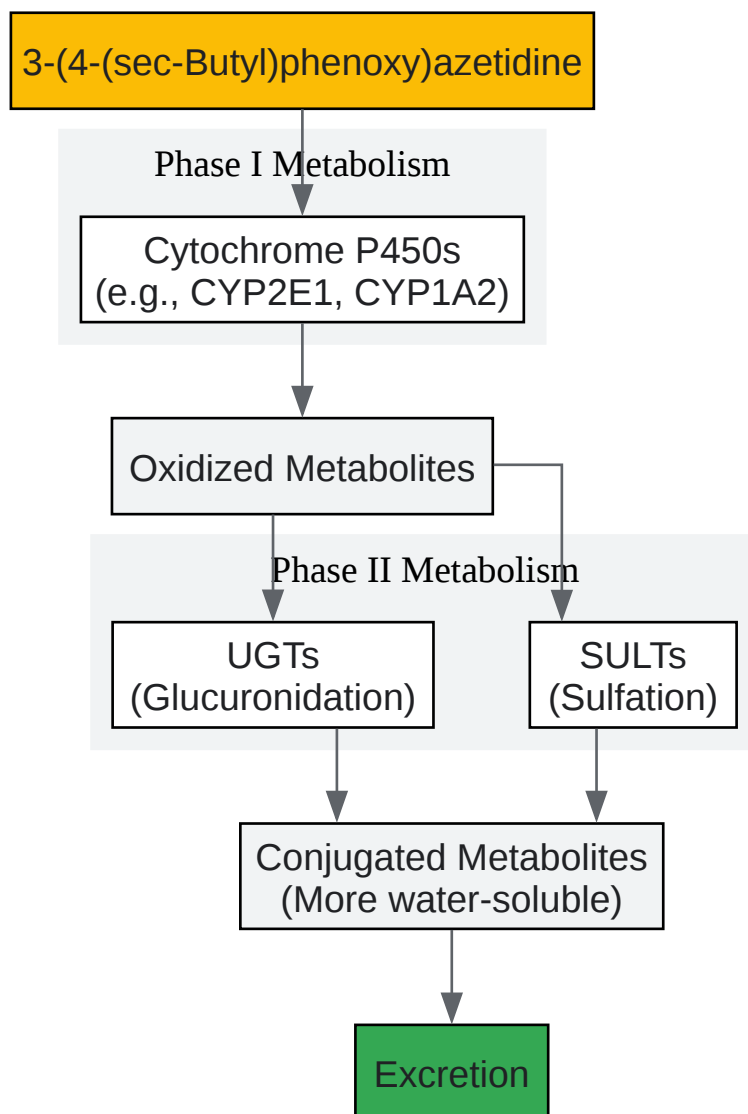 3-(4-(sec-Butyl)phenoxy)azetidine
Phase I Metabolism
Cytochrome P450s
(e.g., CYP2E1, CYP1A2)
Oxidized Metabolites
Phase II Metabolism
UGTs
(Glucuronidation)
SULTs
(Sulfation)
Conjugated Metabolites
(More water-soluble)
Excretion